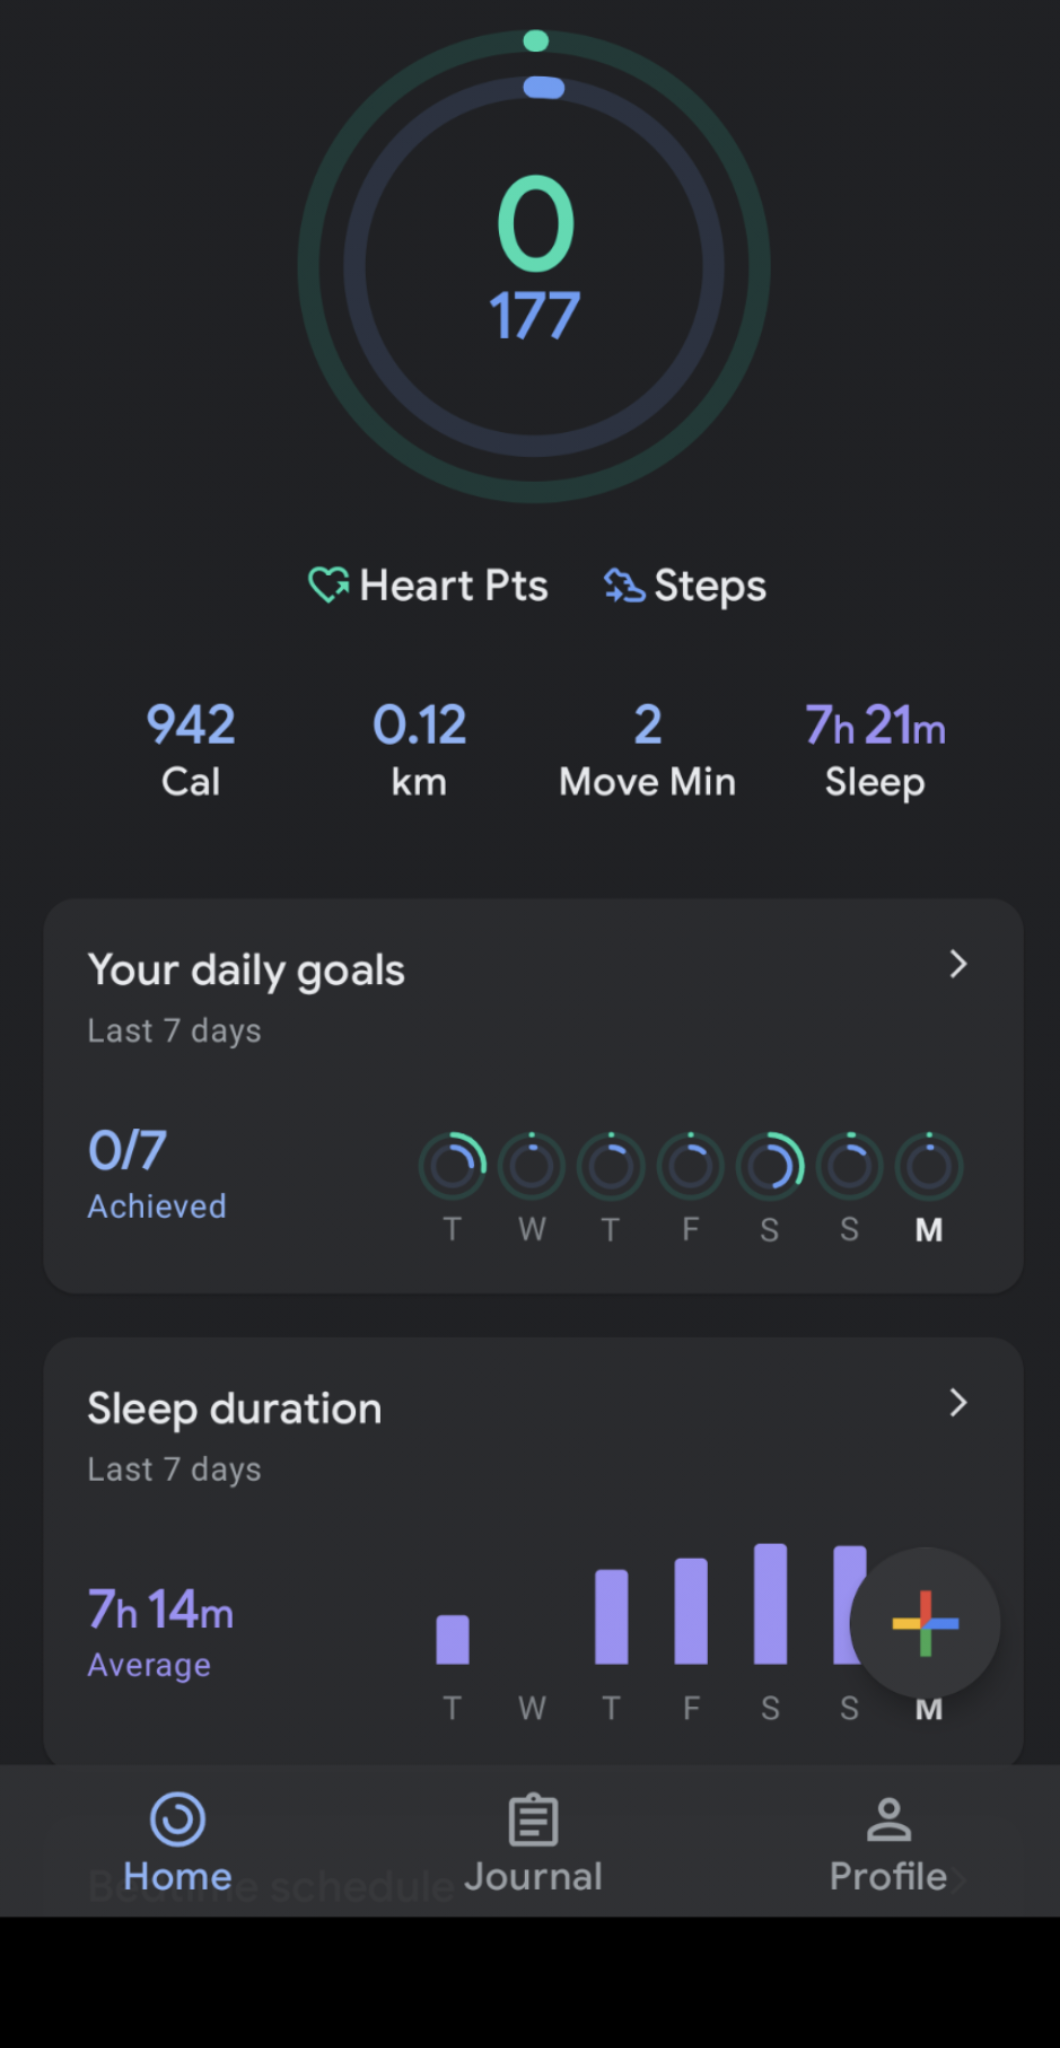 0
177
Heart Pts Steps
942 0.12 2 7h 21m
Cal km Move Min Sleep
Your daily goals
Last 7 days
0/7
Achieved
T W T F S S M
Sleep duration
Last 7 days
7h 14m
Average
T W T F S S M
Bedtime schedule
Home Journal Profile